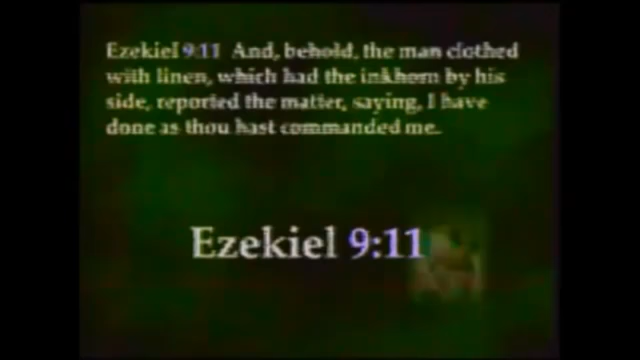 Ezekiel 9:11 And, behold, the man clothed
with linen, which had the inkhorn by his
side, reported the matter, saying, I have
done as thou hast commanded me.
Ezekiel 9:11